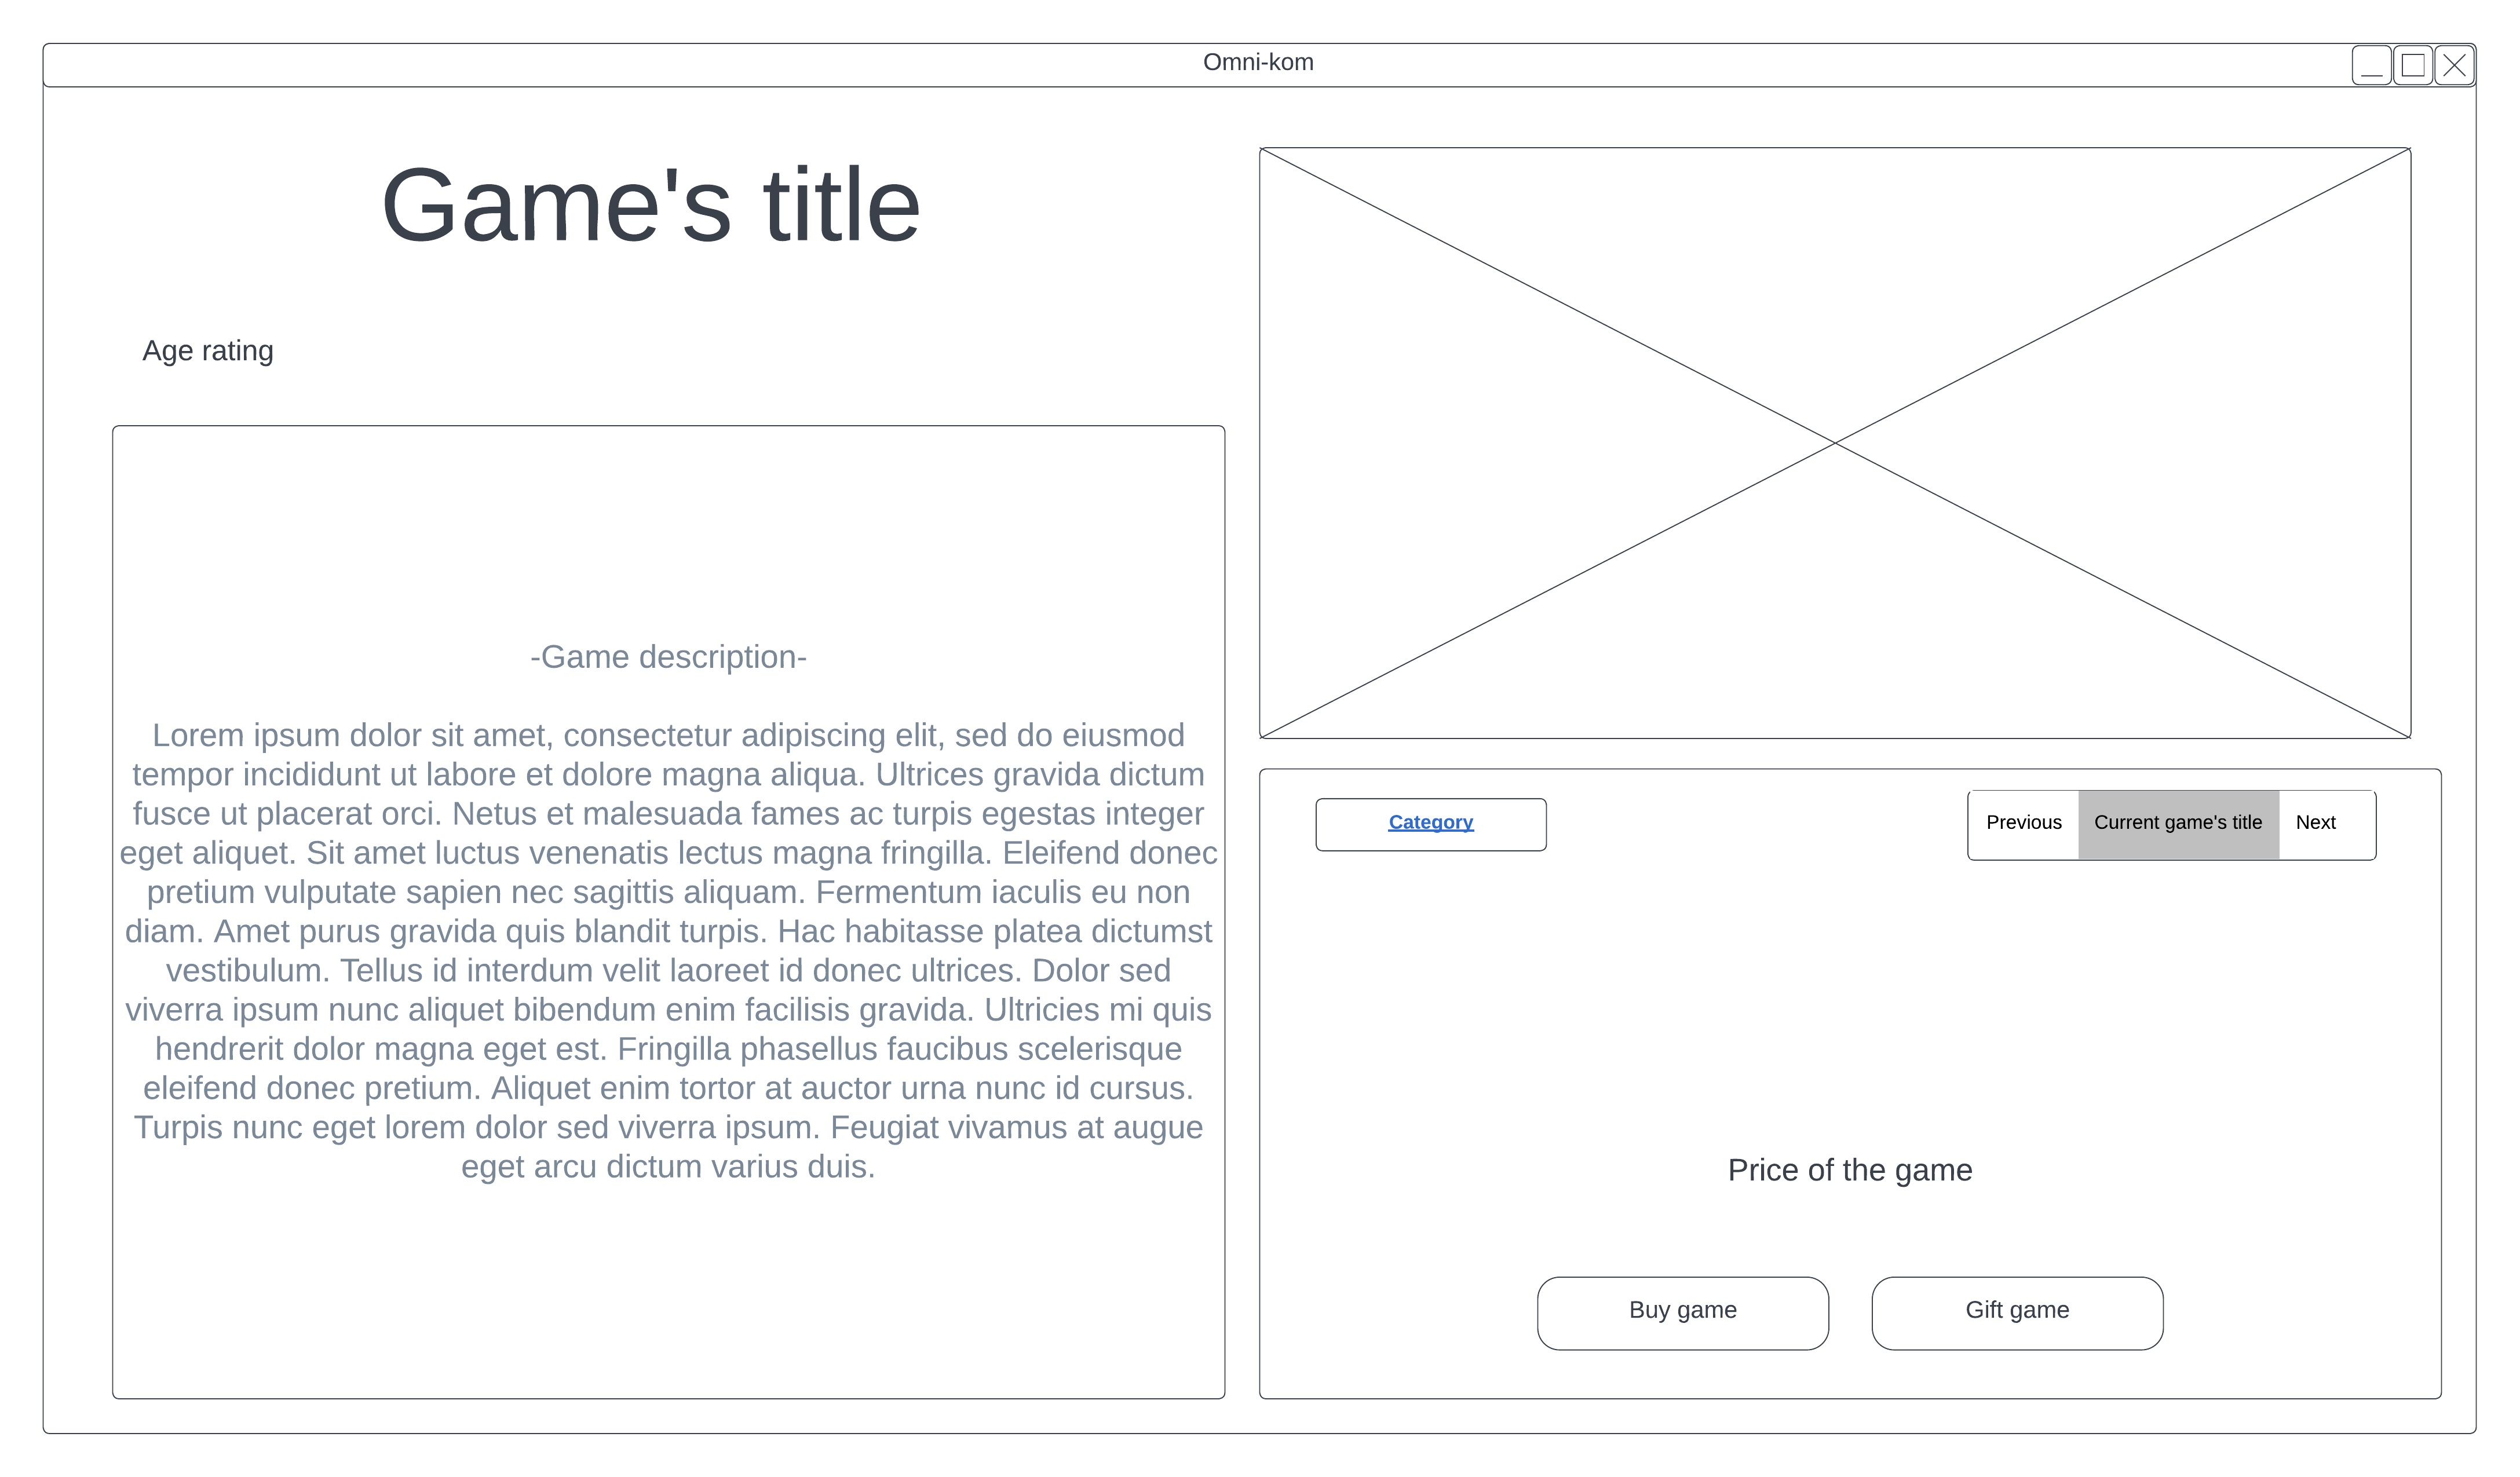 Omni-kom
Game's title
Age rating
-Game description-
Lorem ipsum dolor sit amet, consectetur adipiscing elit, sed do eiusmod
tempor incididunt ut labore et dolore magna aliqua. Ultrices gravida dictum
fusce ut placerat orci. Netus et malesuada fames ac turpis egestas integer
eget aliquet. Sit amet luctus venenatis lectus magna fringilla. Eleifend donec
pretium vulputate sapien nec sagittis aliquam. Fermentum iaculis eu non
diam. Amet purus gravida quis blandit turpis. Hac habitasse platea dictumst
vestibulum. Tellus id interdum velit laoreet id donec ultrices. Dolor sed
viverra ipsum nunc aliquet bibendum enim facilisis gravida. Ultricies mi quis
hendrerit dolor magna eget est. Fringilla phasellus faucibus scelerisque
eleifend donec pretium. Aliquet enim tortor at auctor urna nunc id cursus.
Turpis nunc eget lorem dolor sed viverra ipsum. Feugiat vivamus at augue
eget arcu dictum varius duis.
Category
Previous Current game's title Next
Price of the game
Buy game
Gift game